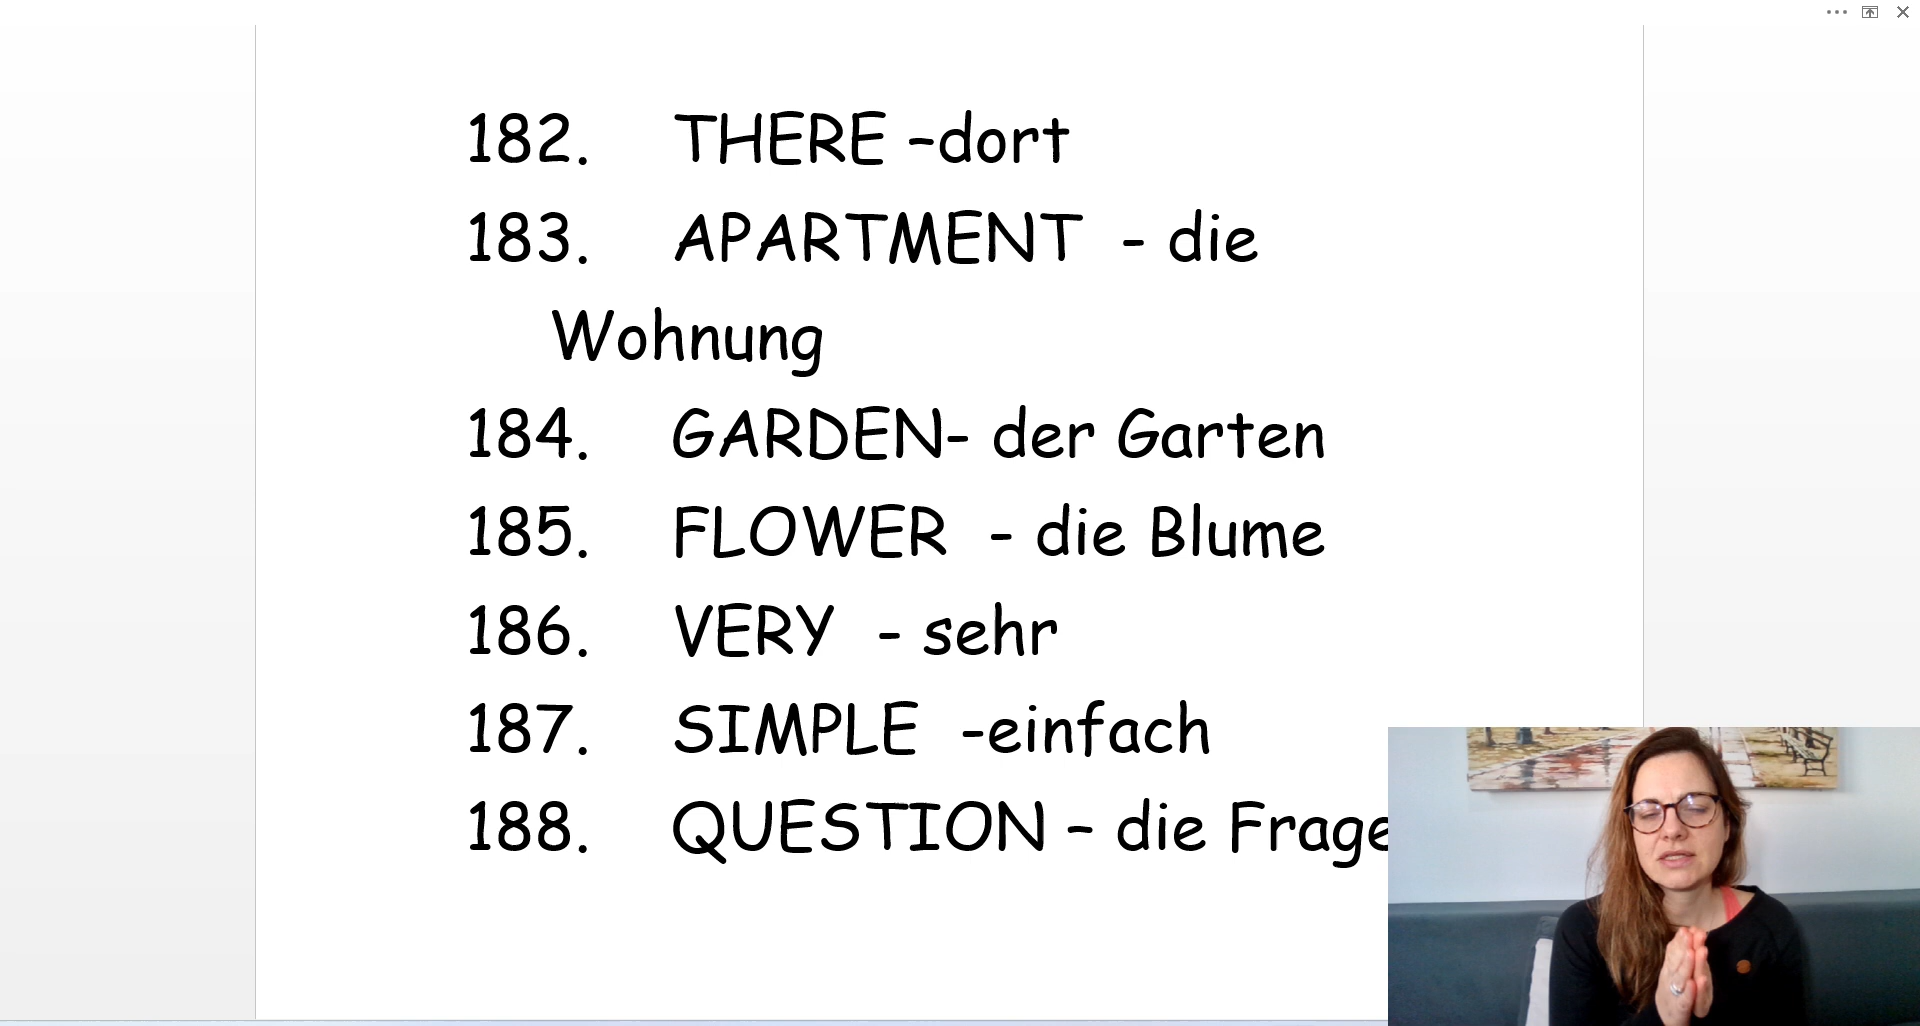 182. THERE –dort
183. APARTMENT - die
Wohnung
184. GARDEN- der Garten
185. FLOWER - die Blume
186. VERY - sehr
187. SIMPLE -einfach
188. QUESTION – die Frage